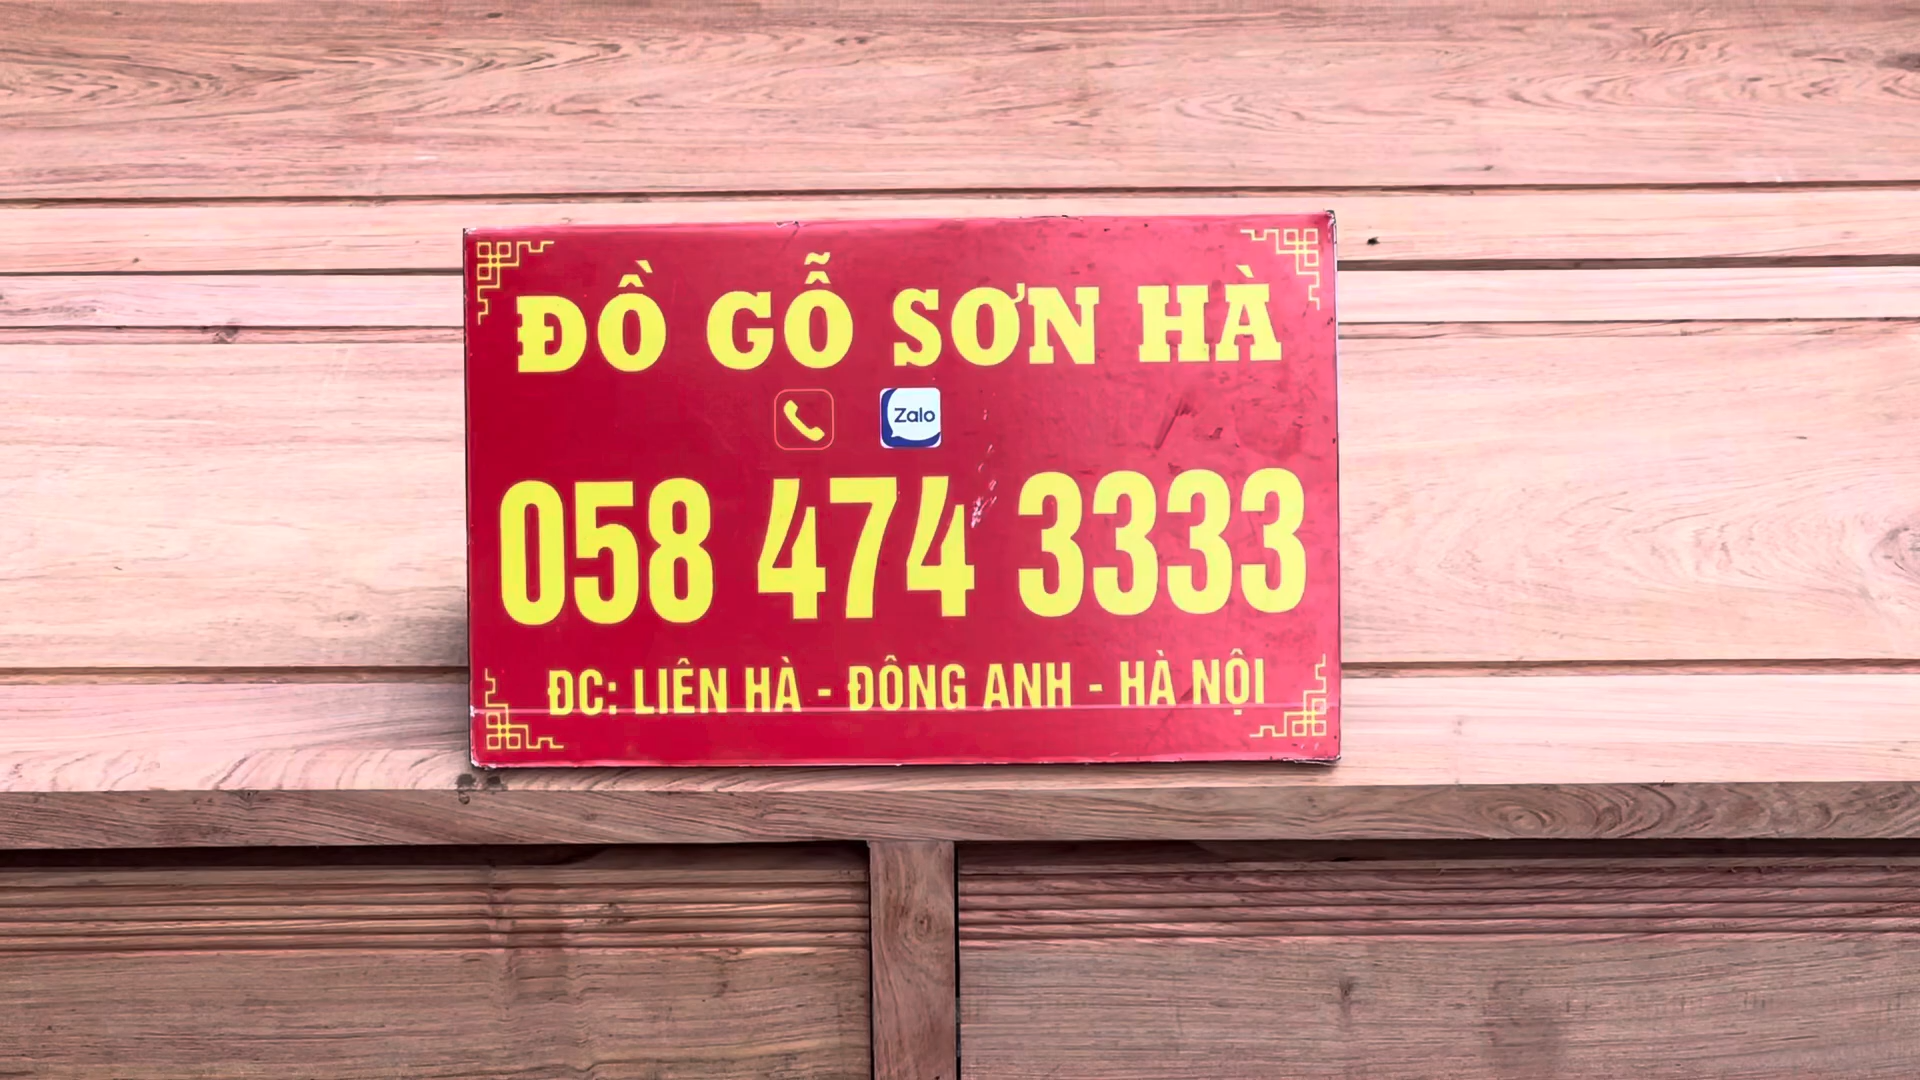 ĐỒ GỖ SƠN HÀ
Zalo
058 474 3333
ĐC: LIÊN HÀ - ĐÔNG ANH - HÀ NỘI